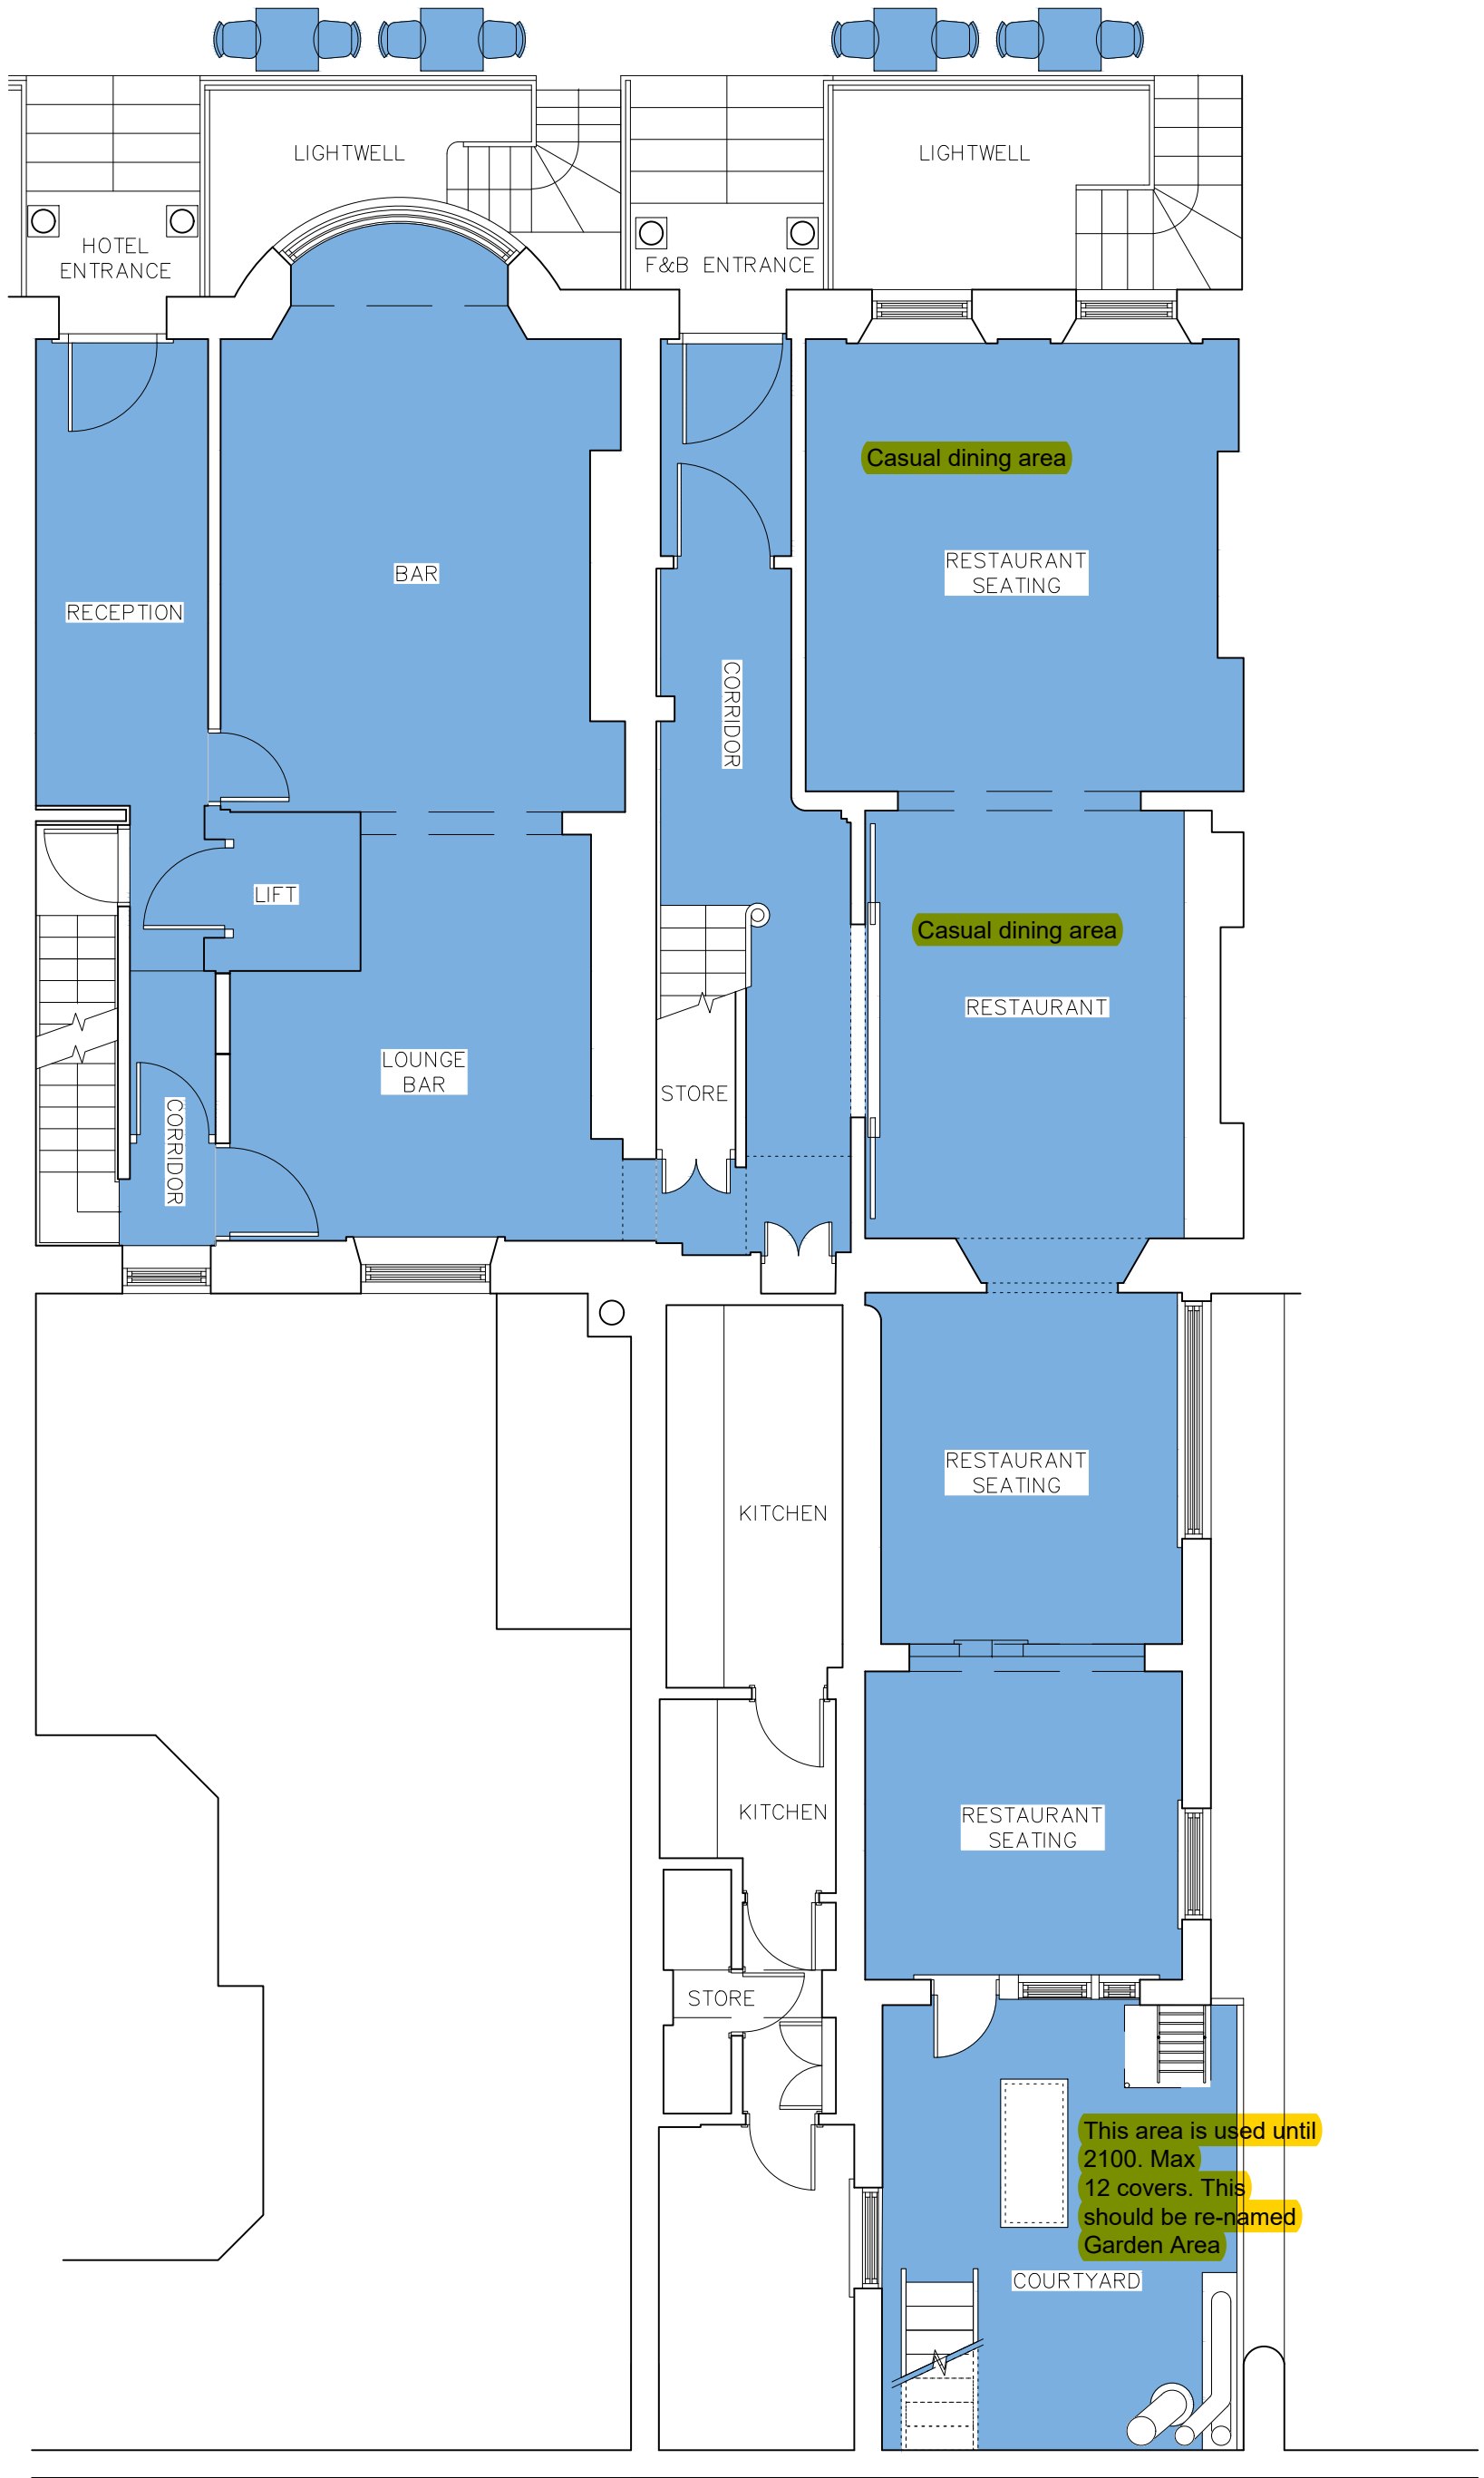 LIGHTWELL
LIGHTWELL
HOTEL
ENTRANCE
F&B ENTRANCE
Casual dining area
RESTAURANT
SEATING
BAR
RECEPTION
CORRIDOR
LIFT
Casual dining area
RESTAURANT
LOUNGE
BAR
STORE
CORRIDOR
RESTAURANT
SEATING
KITCHEN
KITCHEN
RESTAURANT
SEATING
STORE
This area is used until
2100. Max
12 covers. This
should be re-named
Garden Area
COURTYARD